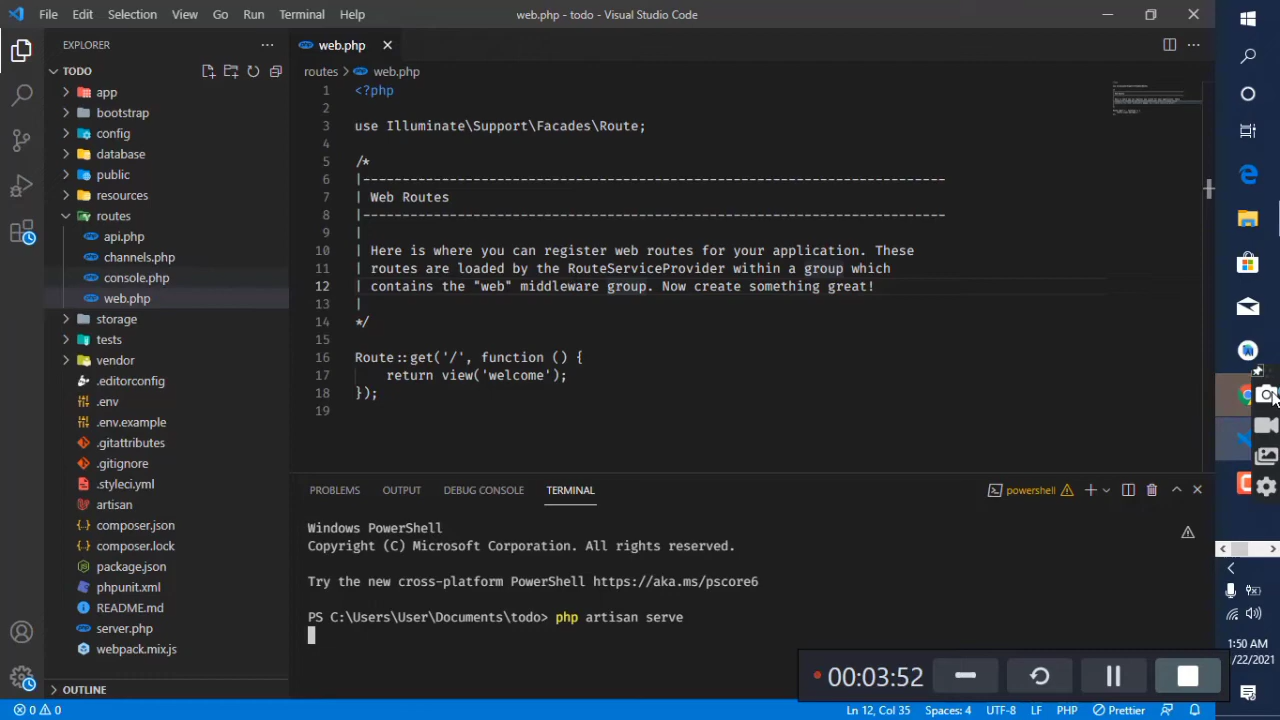 File Edit Selection View Go Run Terminal Help
web.php - todo - Visual Studio Code
EXPLORER
TODO
app
bootstrap
config
database
public
resources
routes
api.php
channels.php
console.php
web.php
storage
tests
vendor
.editorconfig
.env
.env.example
.gitattributes
.gitignore
.styleci.yml
artisan
composer.json
composer.lock
package.json
phpunit.xml
README.md
server.php
webpack.mix.js
OUTLINE
web.php
routes > web.php
1 <?php
2
3 use Illuminate\Support\Facades\Route;
4
5 /*
6 |--------------------------------------------------------------------------
7 | Web Routes
8 |--------------------------------------------------------------------------
9 |
10 | Here is where you can register web routes for your application. These
11 | routes are loaded by the RouteServiceProvider within a group which
12 | contains the "web" middleware group. Now create something great!
13 |
14 */
15
16 Route::get('/', function () {
17 return view('welcome');
18 });
19
PROBLEMS OUTPUT DEBUG CONSOLE TERMINAL
powershell
Windows PowerShell
Copyright (C) Microsoft Corporation. All rights reserved.
Try the new cross-platform PowerShell https://aka.ms/pscore6
PS C:\Users\User\Documents\todo> php artisan serve
00:03:52
0 0
Ln 12, Col 35 Spaces: 4 UTF-8 LF PHP Prettier
1:50 AM
/22/2021